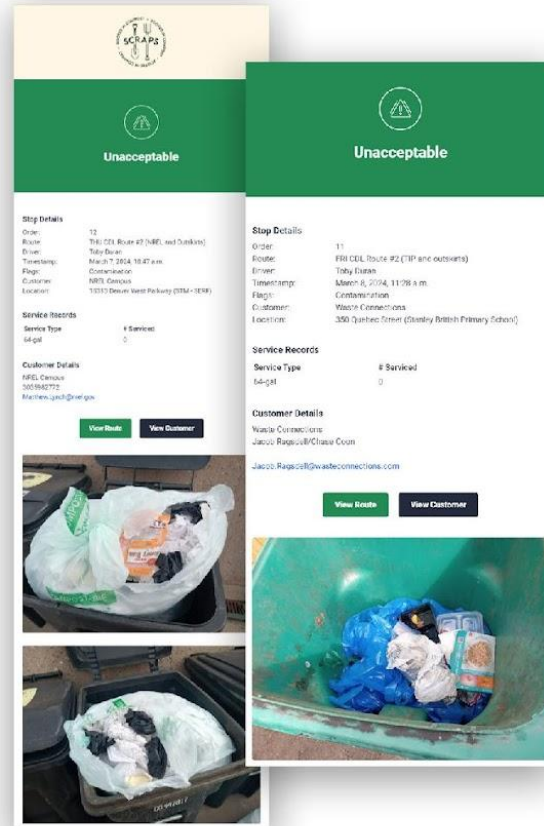 SCRAPS
Unacceptable
Stop Details
Order: 12
Route: THU CDL Route #2 (NREL and Outskirts)
Driver: Toby Duran
Timestamp: March 7, 2024, 10:47 a.m.
Flags: Contamination
Customer: NREL Campus
Location: Denver West Parkway
Service Records
Service Type # Serviced
64-gal 0
Customer Details
NREL Campus
View Route View Customer
Unacceptable
Stop Details
Order: 11
Route: FRI CDL Route #2 (TIP and outskirts)
Driver: Toby Duran
Timestamp: March 8, 2024, 11:28 a.m.
Flags: Contamination
Customer: Waste Connections
Location: 350 Quebec Street (Stanley British Primary School)
Service Records
Service Type # Serviced
64-gal 0
Customer Details
Waste Connections
Jacob Ragsdell/Chase Coon
Jacob.Ragsdell@wasteconnections.com
View Route View Customer